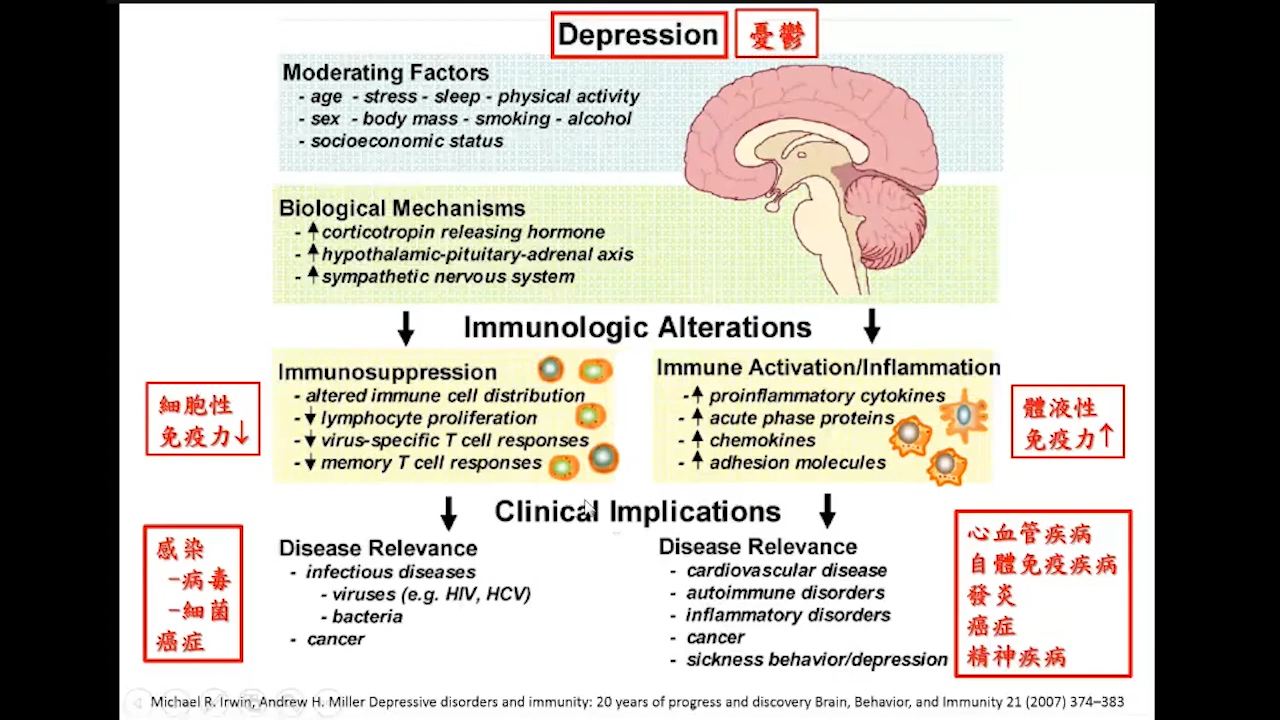 Depression
憂鬱
Moderating Factors
- age - stress - sleep - physical activity
- sex - body mass - smoking - alcohol
- socioeconomic status
Biological Mechanisms
- ↑corticotropin releasing hormone
- ↑hypothalamic-pituitary-adrenal axis
- ↑sympathetic nervous system
Immunologic Alterations
Immunosuppression
- altered immune cell distribution
- ↓ lymphocyte proliferation
- ↓ virus-specific T cell responses
- ↓ memory T cell responses
細胞性
免疫力↓
Immune Activation/Inflammation
- ↑ proinflammatory cytokines
- ↑ acute phase proteins
- ↑ chemokines
- ↑ adhesion molecules
體液性
免疫力↑
Clinical Implications
Disease Relevance
- infectious diseases
- viruses (e.g. HIV, HCV)
- bacteria
- cancer
感染
-病毒
-細菌
癌症
Disease Relevance
- cardiovascular disease
- autoimmune disorders
- inflammatory disorders
- cancer
- sickness behavior/depression
心血管疾病
自體免疫疾病
發炎
癌症
精神疾病
Michael R. Irwin, Andrew H. Miller Depressive disorders and immunity: 20 years of progress and discovery Brain, Behavior, and Immunity 21 (2007) 374–383